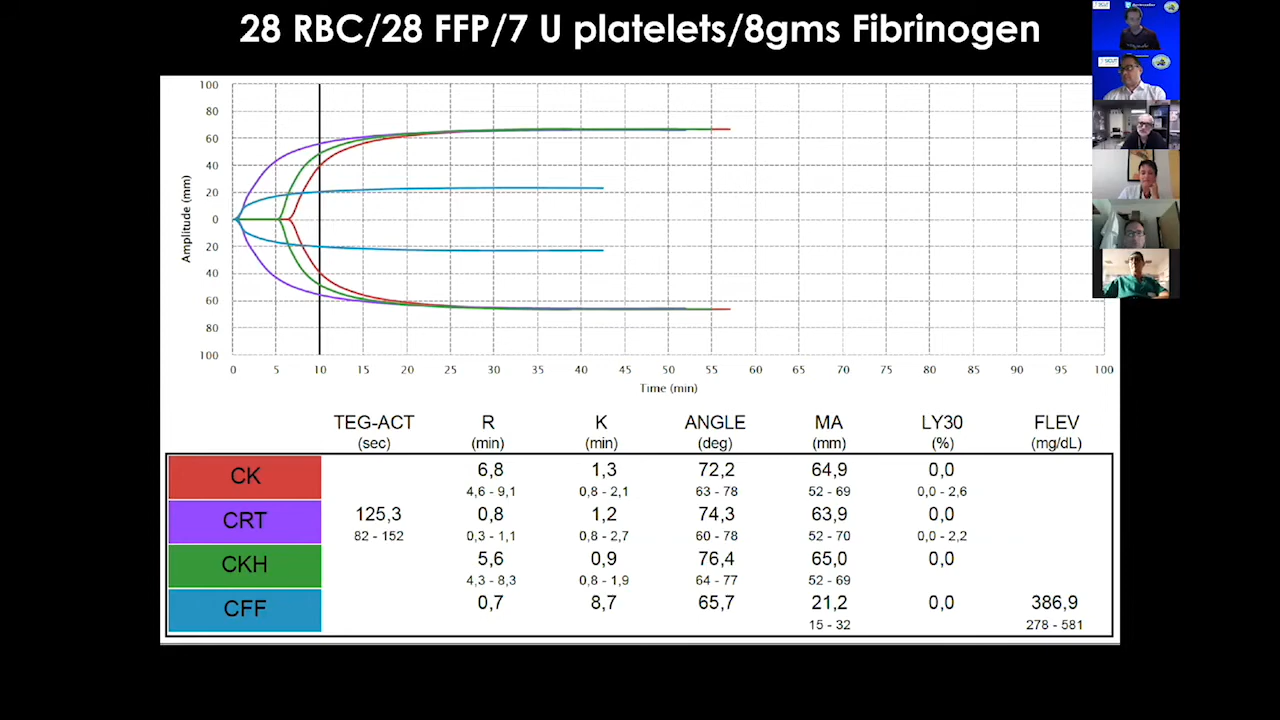 28 RBC/28 FFP/7 U platelets/8gms Fibrinogen
100
80
60
40
20
0
20
40
60
80
100
Amplitude (mm)
0 5 10 15 20 25 30 35 40 45 50 55 60 65 70 75 80 85 90 95 100
Time (min)
TEG-ACT R K ANGLE MA LY30 FLEV
(sec) (min) (min) (deg) (mm) (%) (mg/dL)
CK 6,8 1,3 72,2 64,9 0,0
4,6 - 9,1 0,8 - 2,1 63 - 78 52 - 69 0,0 - 2,6
CRT 125,3 0,8 1,2 74,3 63,9 0,0
82 - 152 0,3 - 1,1 0,8 - 2,7 60 - 78 52 - 70 0,0 - 2,2
CKH 5,6 0,9 76,4 65,0 0,0
4,3 - 8,3 0,8 - 1,9 64 - 77 52 - 69
CFF 0,7 8,7 65,7 21,2 0,0 386,9
15 - 32 278 - 581